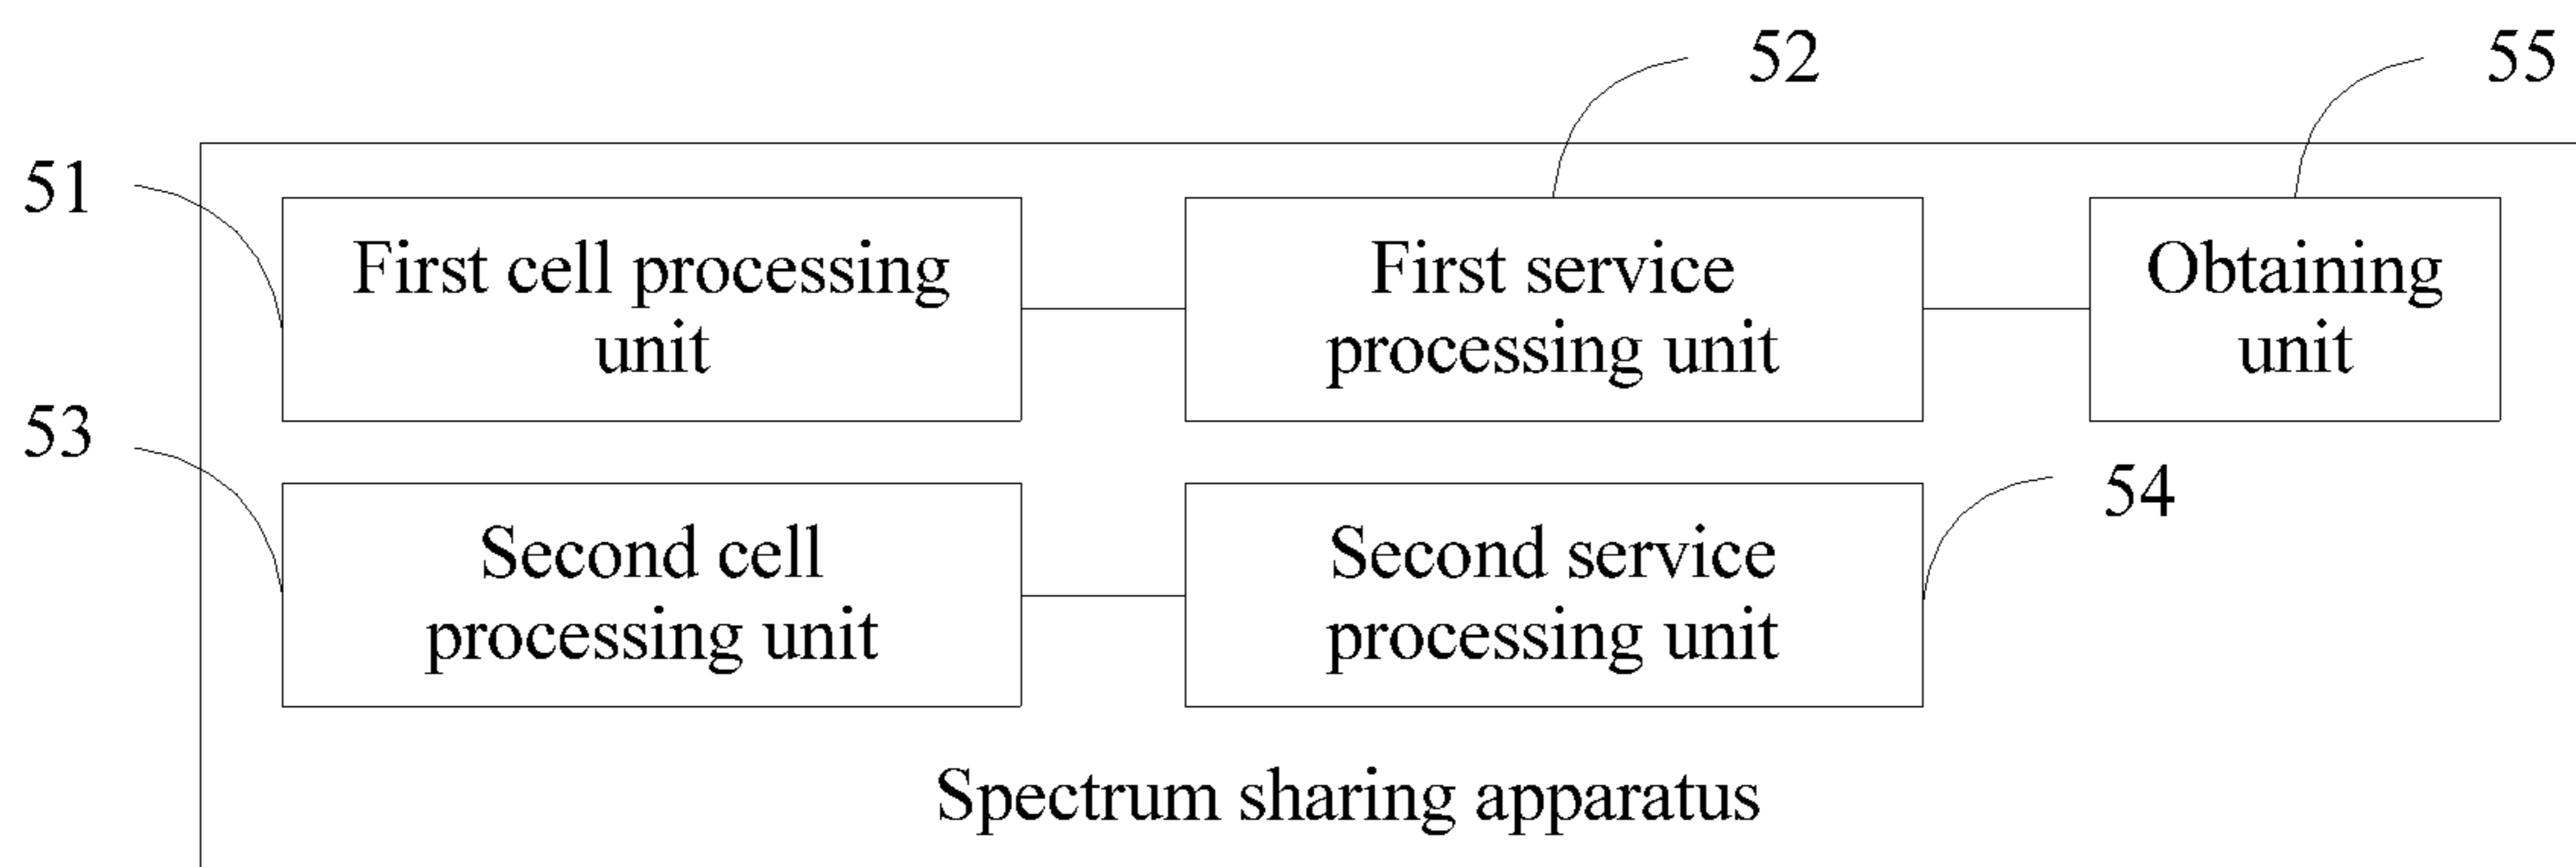 52
55
51
First cell processing
unit
First service
processing unit
Obtaining
unit
53
Second cell
processing unit
Second service
processing unit
54
Spectrum sharing apparatus